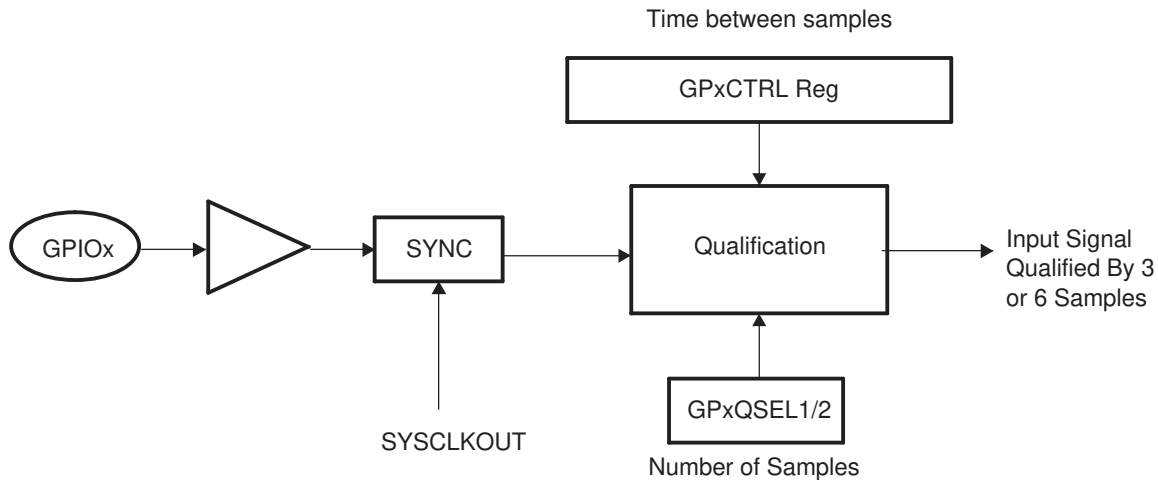 Time between samples
GPxCTRL Reg
GPIOx
SYNC
Qualification
Input Signal
Qualified By 3
or 6 Samples
GPxQSEL1/2
SYSCLKOUT
Number of Samples